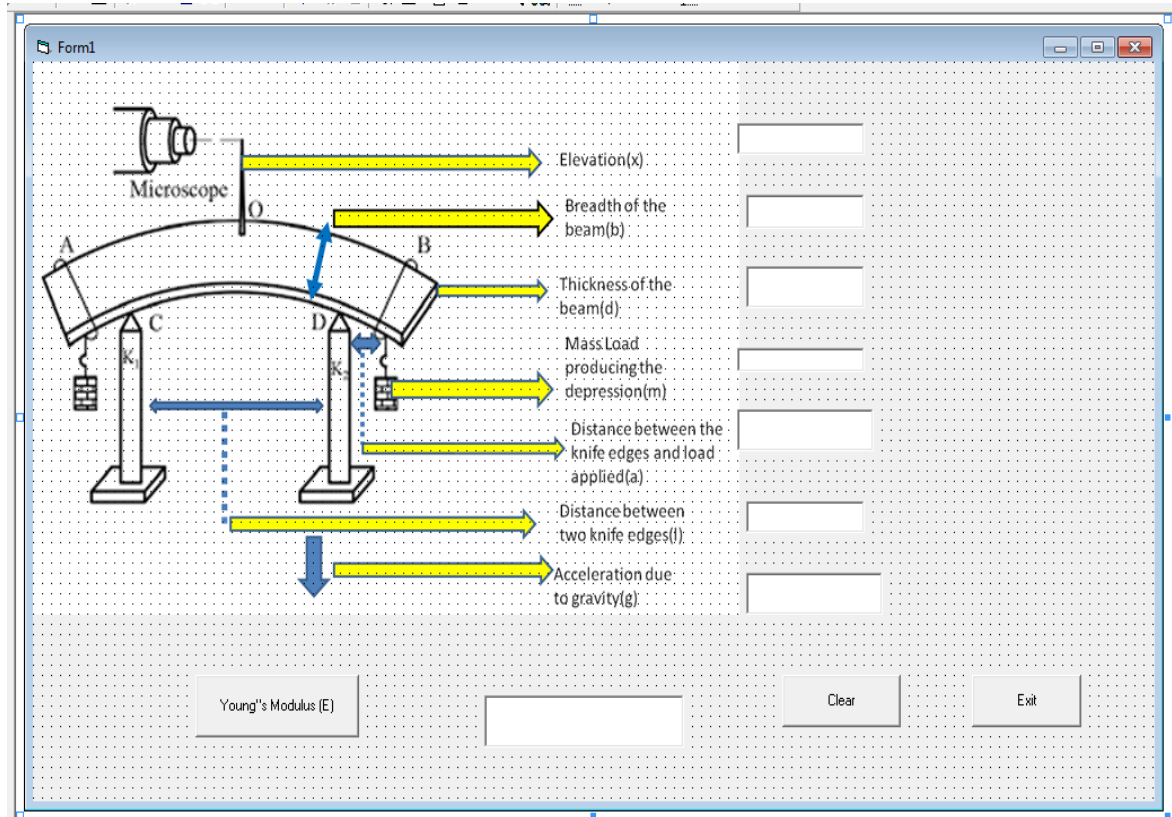 Form1
Microscope
O
A
B
C
D
K1
K2
Elevation(x)
Breadth of the
beam(b)
Thickness of the
beam(d)
Mass Load
producing the
depression(m)
Distance between the
knife edges and load
applied(a)
Distance between
two knife edges(l)
Acceleration due
to gravity(g)
Young''s Modulus (E)
Clear
Exit